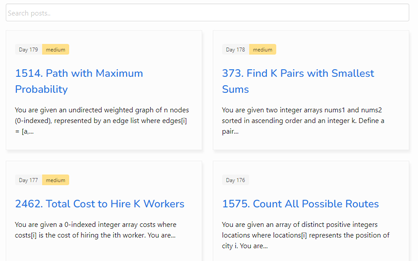 Search posts..
Day 179 medium
1514. Path with Maximum
Probability
You are given an undirected weighted graph of n nodes
(0-indexed), represented by an edge list where edges[i]
= [a,...
Day 178 medium
373. Find K Pairs with Smallest
Sums
You are given two integer arrays nums1 and nums2
sorted in ascending order and an integer k. Define a
pair...
Day 177 medium
2462. Total Cost to Hire K Workers
You are given a 0-indexed integer array costs where
costs[i] is the cost of hiring the ith worker. You are...
Day 176
1575. Count All Possible Routes
You are given an array of distinct positive integers
locations where locations[i] represents the position of
city i. You are...